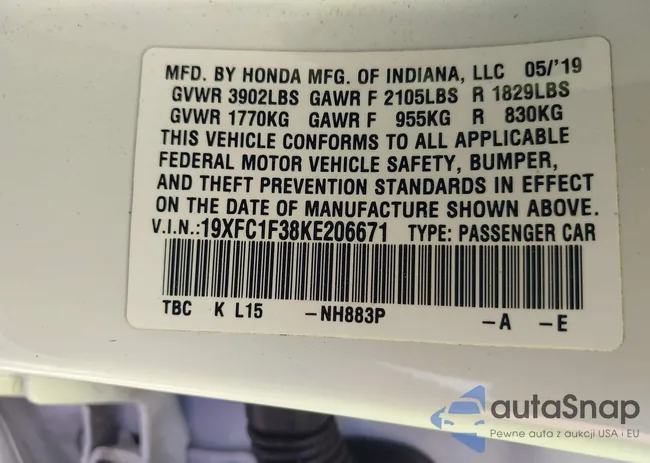 MFD. BY HONDA MFG. OF INDIANA, LLC 05/'19
GVWR 3902LBS GAWR F 2105LBS R 1829LBS
GVWR 1770KG GAWR F 955KG R 830KG
THIS VEHICLE CONFORMS TO ALL APPLICABLE
FEDERAL MOTOR VEHICLE SAFETY, BUMPER,
AND THEFT PREVENTION STANDARDS IN EFFECT
ON THE DATE OF MANUFACTURE SHOWN ABOVE.
V.I.N.:19XFC1F38KE206671 TYPE: PASSENGER CAR
TBC K L15 –NH883P –A –E
autaSnap
Pewne auta z aukcji USA i EU